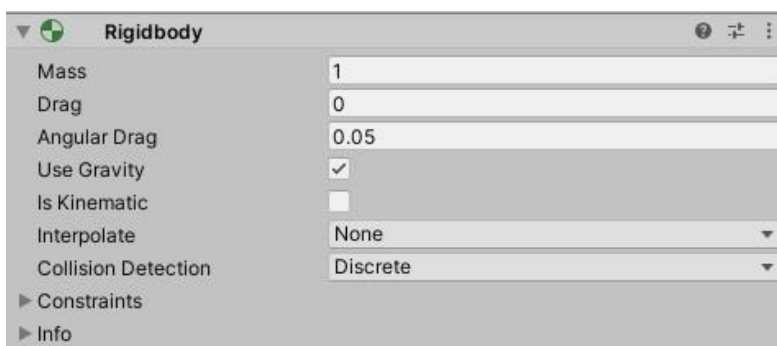 Rigidbody
Mass 1
Drag 0
Angular Drag 0.05
Use Gravity
Is Kinematic
Interpolate None
Collision Detection Discrete
Constraints
Info